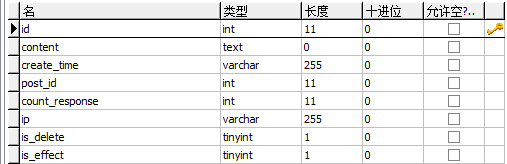 名 类型 长度 十进位 允许空?..
id int 11 0
content text 0 0
create_time varchar 255 0
post_id int 11 0
count_response int 11 0
ip varchar 255 0
is_delete tinyint 1 0
is_effect tinyint 1 0